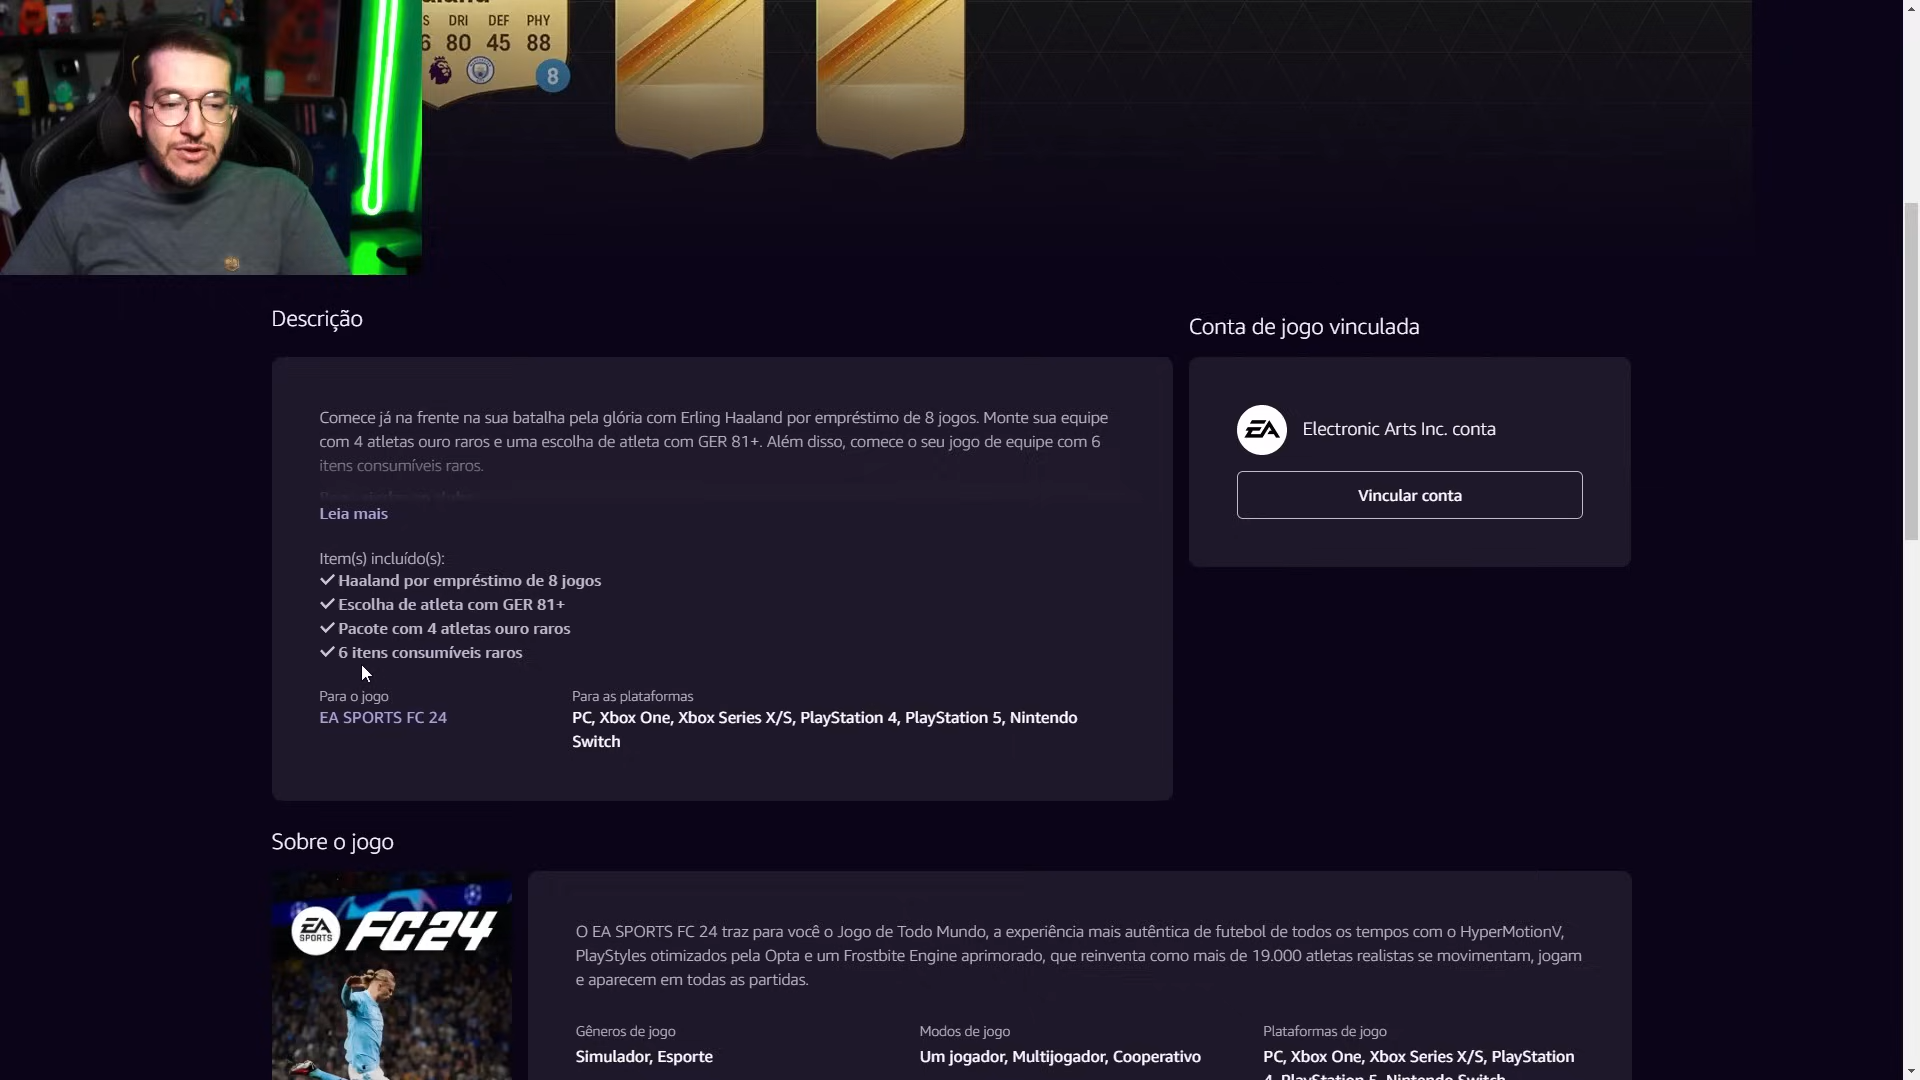 DRI DEF PHY
80 45 88
8
Descrição
Conta de jogo vinculada
Comece já na frente na sua batalha pela glória com Erling Haaland por empréstimo de 8 jogos. Monte sua equipe
com 4 atletas ouro raros e uma escolha de atleta com GER 81+. Além disso, comece o seu jogo de equipe com 6
itens consumíveis raros.
Leia mais
EA Electronic Arts Inc. conta
Vincular conta
Item(s) incluído(s):
Haaland por empréstimo de 8 jogos
Escolha de atleta com GER 81+
Pacote com 4 atletas ouro raros
6 itens consumíveis raros
Para o jogo
EA SPORTS FC 24
Para as plataformas
PC, Xbox One, Xbox Series X/S, PlayStation 4, PlayStation 5, Nintendo
Switch
Sobre o jogo
EA SPORTS FC24
O EA SPORTS FC 24 traz para você o Jogo de Todo Mundo, a experiência mais autêntica de futebol de todos os tempos com o HyperMotionV,
PlayStyles otimizados pela Opta e um Frostbite Engine aprimorado, que reinventa como mais de 19.000 atletas realistas se movimentam, jogam
e aparecem em todas as partidas.
Gêneros de jogo
Simulador, Esporte
Modos de jogo
Um jogador, Multijogador, Cooperativo
Plataformas de jogo
PC, Xbox One, Xbox Series X/S, PlayStation
4, PlayStation 5, Nintendo Switch